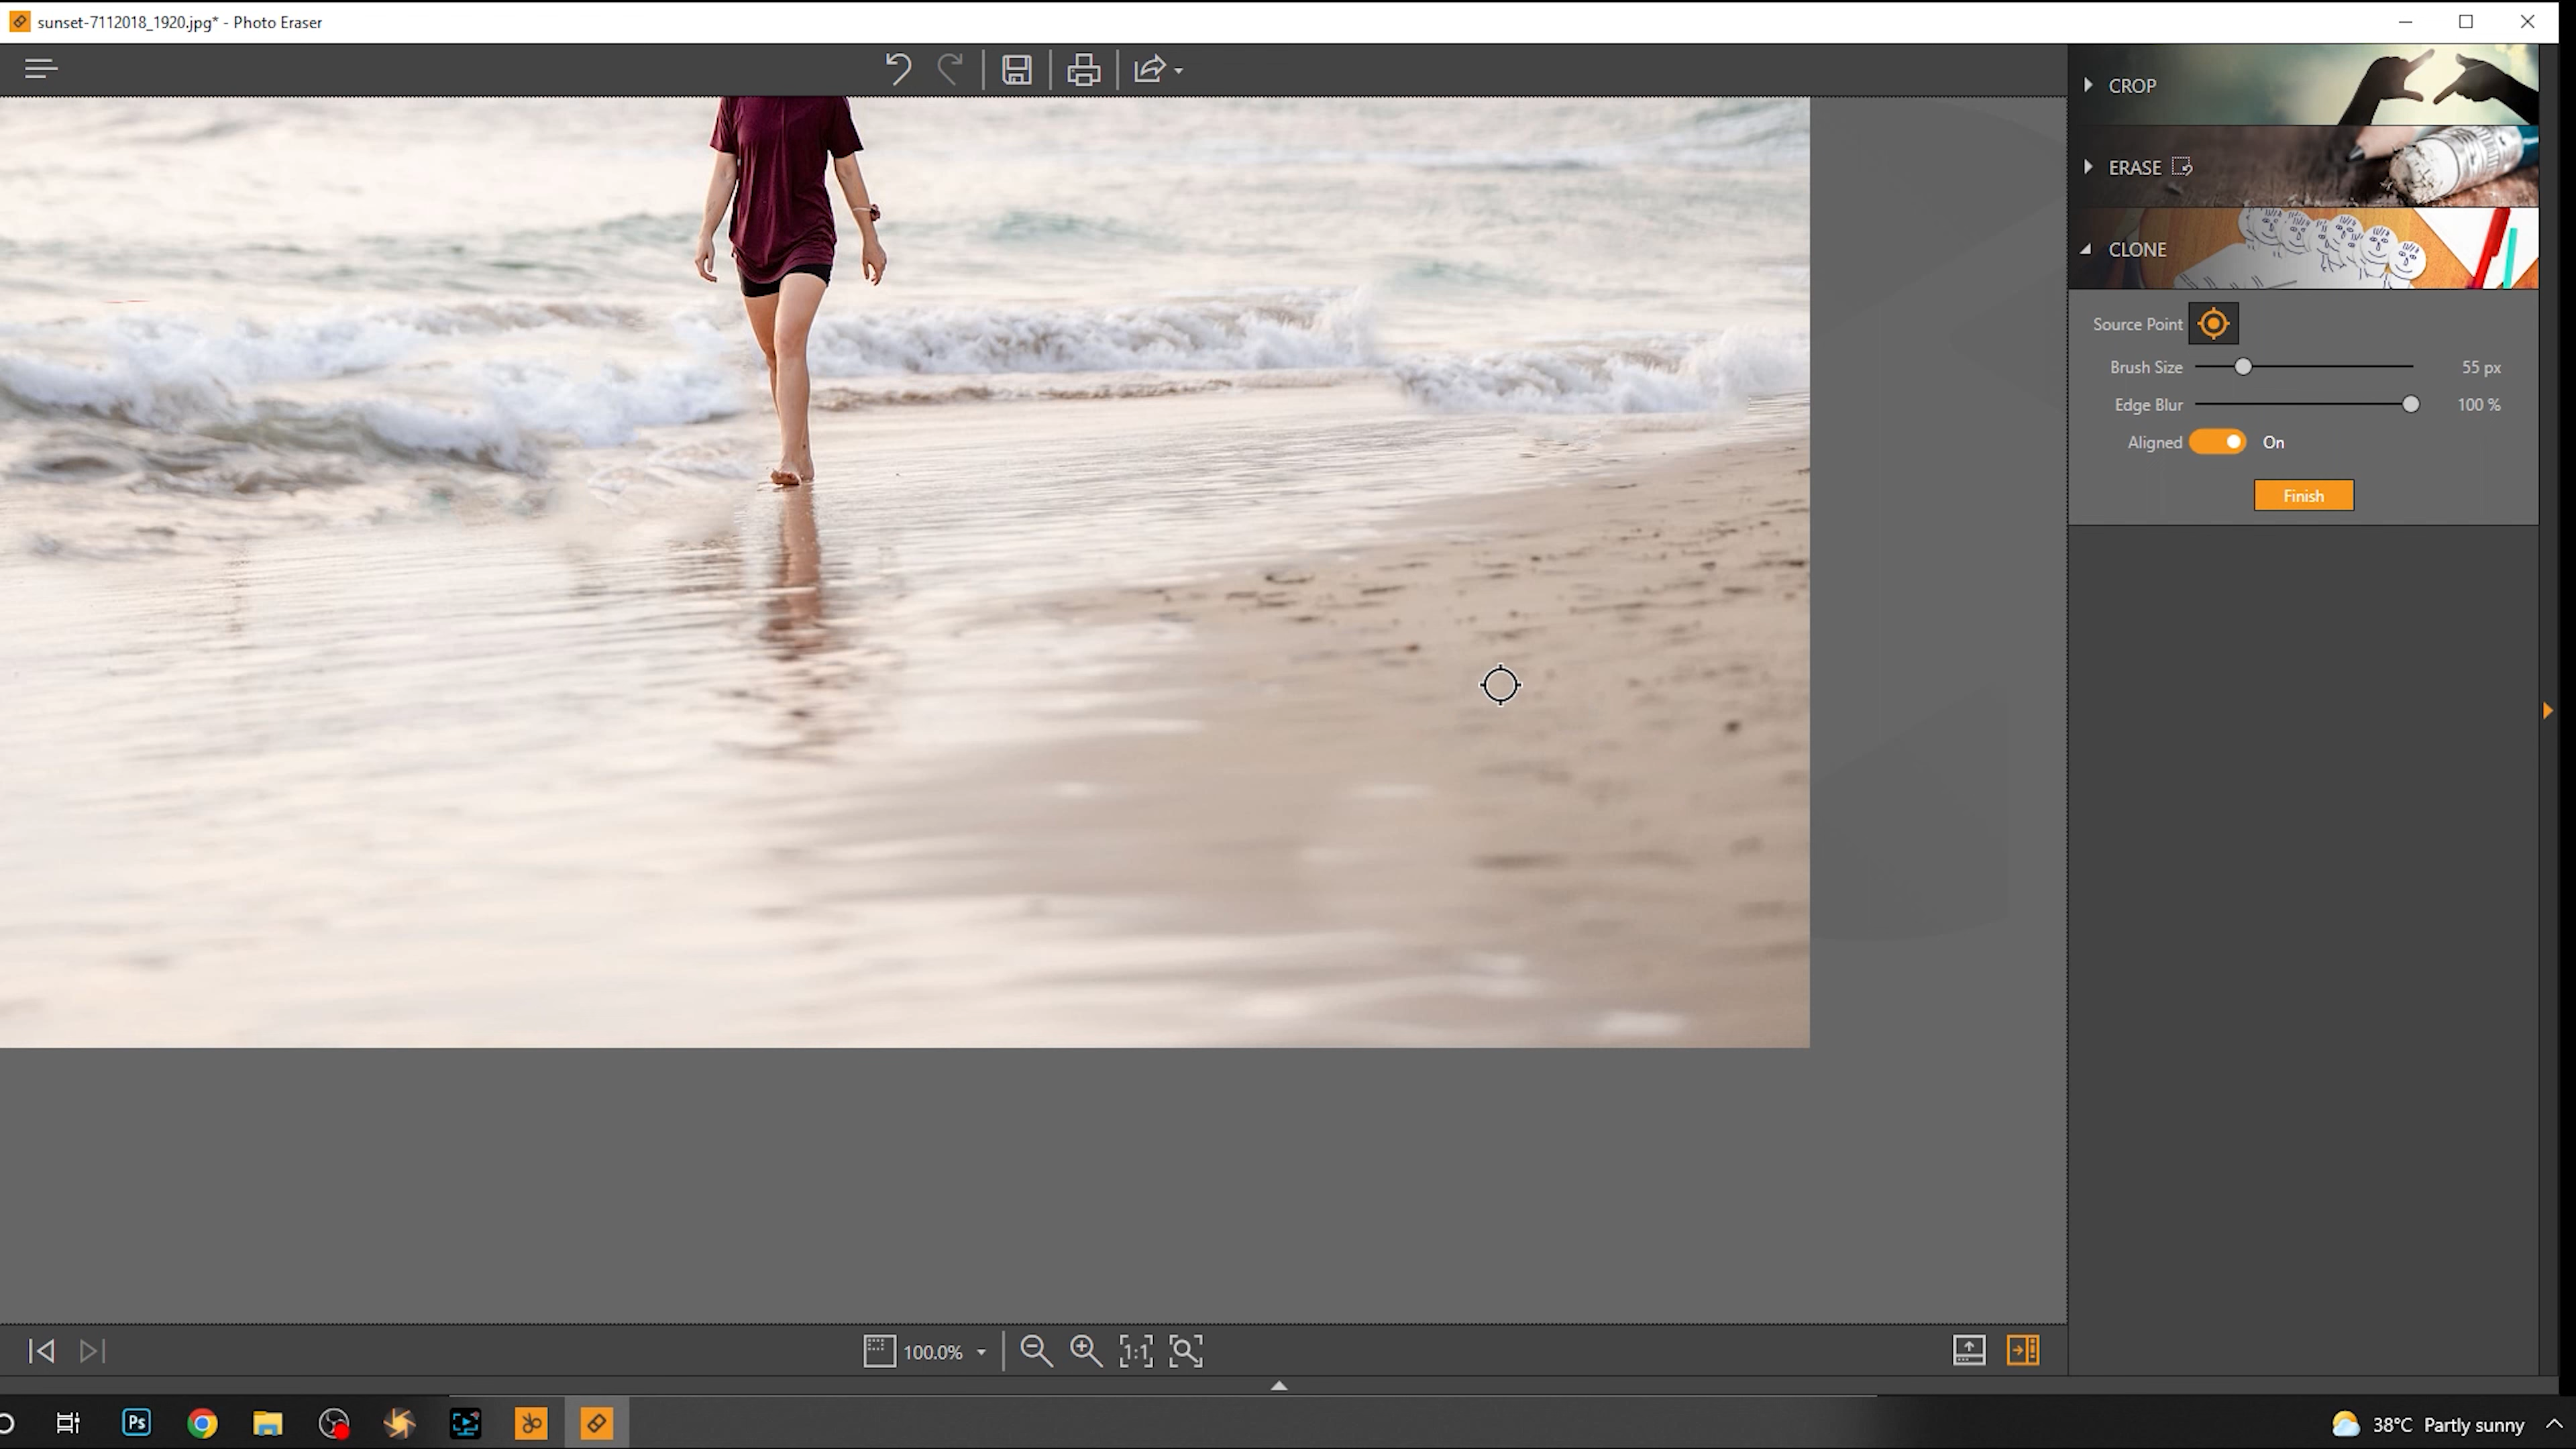 sunset-7112018_1920.jpg* - Photo Eraser
CROP
ERASE
CLONE
Source Point
Brush Size 55 px
Edge Blur 100 %
Aligned On
Finish
100.0%
1:1
Ps
38°C Partly sunny